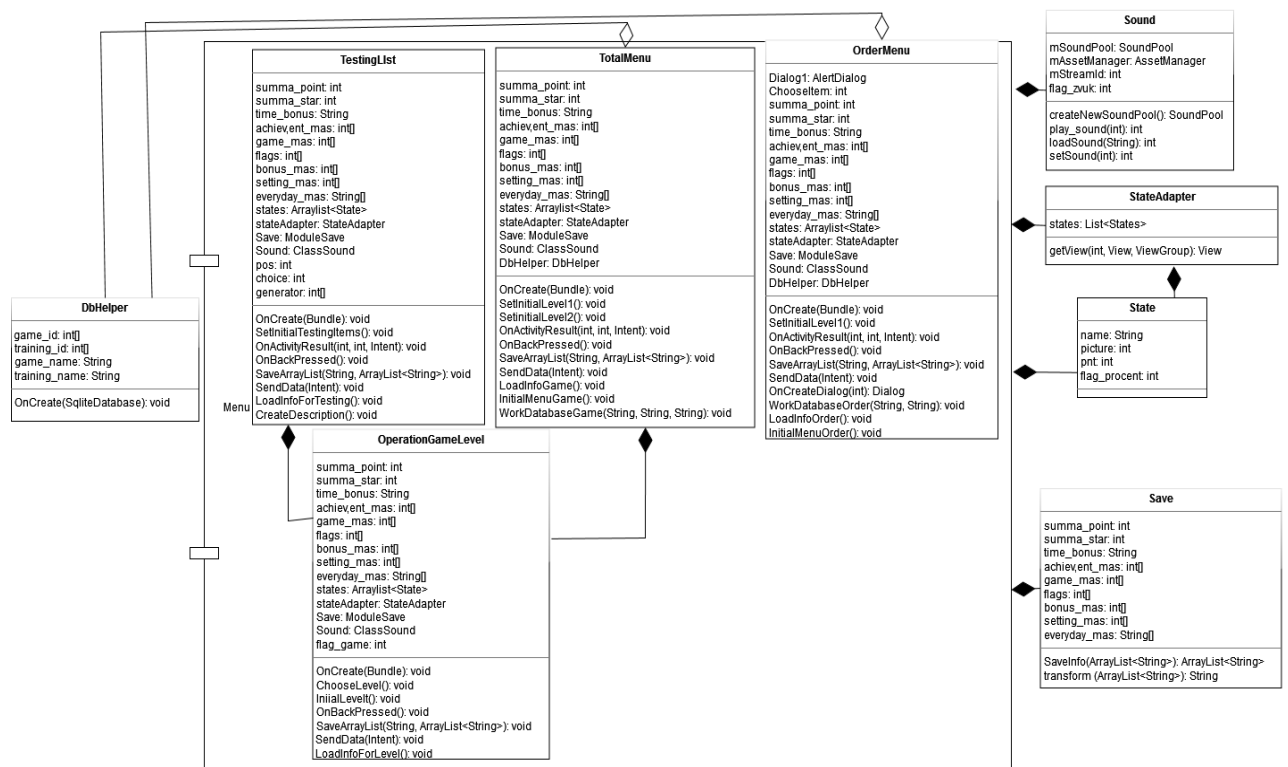 TestingLIst
summa_point: int
summa_star: int
time_bonus: String
achiev,ent_mas: int[]
game_mas: int[]
flags: int[]
bonus_mas: int[]
setting_mas: int[]
everyday_mas: String[]
states: Arraylist<State>
stateAdapter: StateAdapter
Save: ModuleSave
Sound: ClassSound
pos: int
choice: int
generator: int[]
OnCreate(Bundle): void
SetInitialTestingItems(): void
OnActivityResult(int, int, Intent): void
OnBackPressed(): void
SaveArrayList(String, ArrayList<String>): void
SendData(Intent): void
LoadInfoForTesting(): void
CreateDescription(): void
TotalMenu
summa_point: int
summa_star: int
time_bonus: String
achiev,ent_mas: int[]
game_mas: int[]
flags: int[]
bonus_mas: int[]
setting_mas: int[]
everyday_mas: String[]
states: Arraylist<State>
stateAdapter: StateAdapter
Save: ModuleSave
Sound: ClassSound
DbHelper: DbHelper
OnCreate(Bundle): void
SetInitialLevel1(): void
SetinitialLevel2(): void
OnActivityResult(int, int, Intent): void
OnBackPressed(): void
SaveArrayList(String, ArrayList<String>): void
SendData(Intent): void
LoadInfoGame(): void
InitialMenuGame(): void
WorkDatabaseGame(String, String, String): void
OrderMenu
Dialog1: AlertDialog
ChooseItem: int
summa_point: int
summa_star: int
time_bonus: String
achiev,ent_mas: int[]
game_mas: int[]
flags: int[]
bonus_mas: int[]
setting_mas: int[]
everyday_mas: String[]
states: Arraylist<State>
stateAdapter: StateAdapter
Save: ModuleSave
Sound: ClassSound
DbHelper: DbHelper
OnCreate(Bundle): void
SetInitialLevel1(): void
OnActivityResult(int, int, Intent): void
OnBackPressed(): void
SaveArrayList(String, ArrayList<String>): void
SendData(Intent): void
OnCreateDialog(int): Dialog
WorkDatabaseOrder(String, String): void
LoadInfoOrder(): void
InitialMenuOrder(): void
Sound
mSoundPool: SoundPool
mAssetManager: AssetManager
mStreamId: int
flag_zvuk: int
createNewSoundPool(): SoundPool
play_sound(int): int
loadSound(String): int
setSound(int): int
StateAdapter
states: List<States>
getView(int, View, ViewGroup): View
State
name: String
picture: int
pnt: int
flag_procent: int
DbHelper
game_id: int[]
training_id: int[]
game_name: String
training_name: String
OnCreate(SqliteDatabase): void
Menu
OperationGameLevel
summa_point: int
summa_star: int
time_bonus: String
achiev,ent_mas: int[]
game_mas: int[]
flags: int[]
bonus_mas: int[]
setting_mas: int[]
everyday_mas: String[]
states: Arraylist<State>
stateAdapter: StateAdapter
Save: ModuleSave
Sound: ClassSound
flag_game: int
OnCreate(Bundle): void
ChooseLevel(): void
IniialLevelt(): void
OnBackPressed(): void
SaveArrayList(String, ArrayList<String>): void
SendData(Intent): void
LoadInfoForLevel(): void
Save
summa_point: int
summa_star: int
time_bonus: String
achiev,ent_mas: int[]
game_mas: int[]
flags: int[]
bonus_mas: int[]
setting_mas: int[]
everyday_mas: String[]
SaveInfo(ArrayList<String>): ArrayList<String>
transform (ArrayList<String>): String